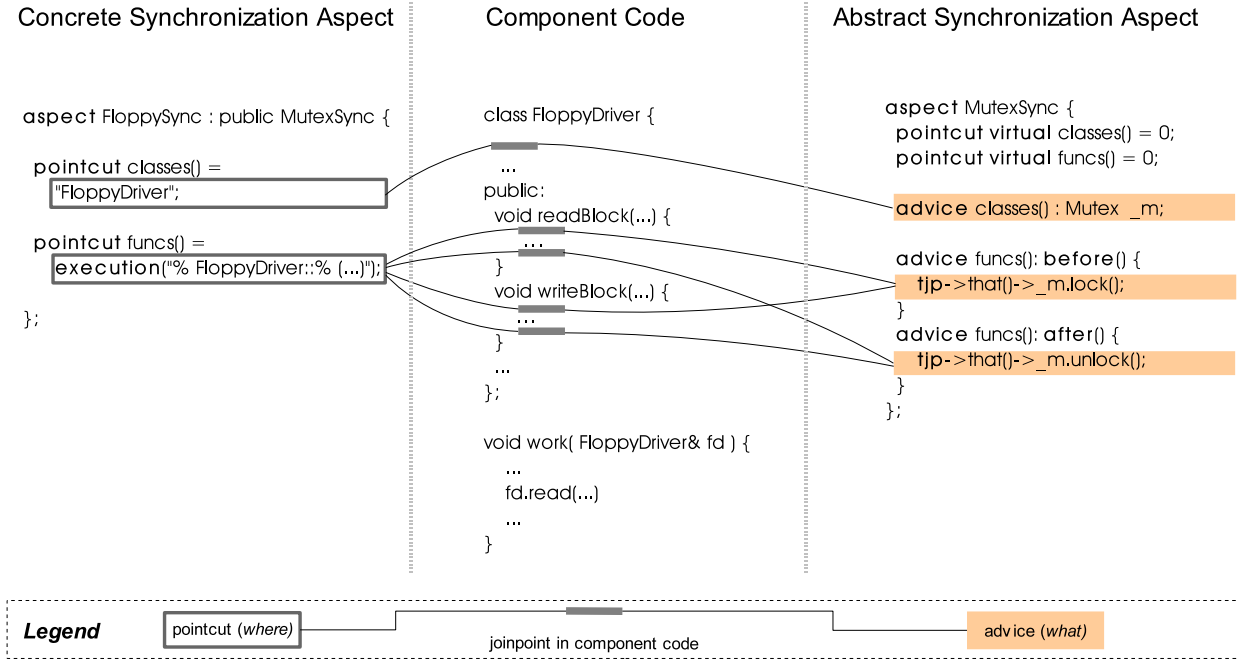 Concrete Synchronization Aspect
aspect FloppySync : public MutexSync {
pointcut classes() =
"FloppyDriver";
pointcut funcs() =
execution("% FloppyDriver::% (...)");
};
Component Code
class FloppyDriver {
...
public:
void readBlock(...) {
...
}
void writeBlock(...) {
...
}
...
};
void work( FloppyDriver& fd ) {
...
fd.read(...)
...
}
Abstract Synchronization Aspect
aspect MutexSync {
pointcut virtual classes() = 0;
pointcut virtual funcs() = 0;
advice classes() : Mutex _m;
advice funcs(): before() {
tjp->that()->_m.lock();
}
advice funcs(): after() {
tjp->that()->_m.unlock();
}
};
Legend
pointcut (where)
joinpoint in component code
advice (what)